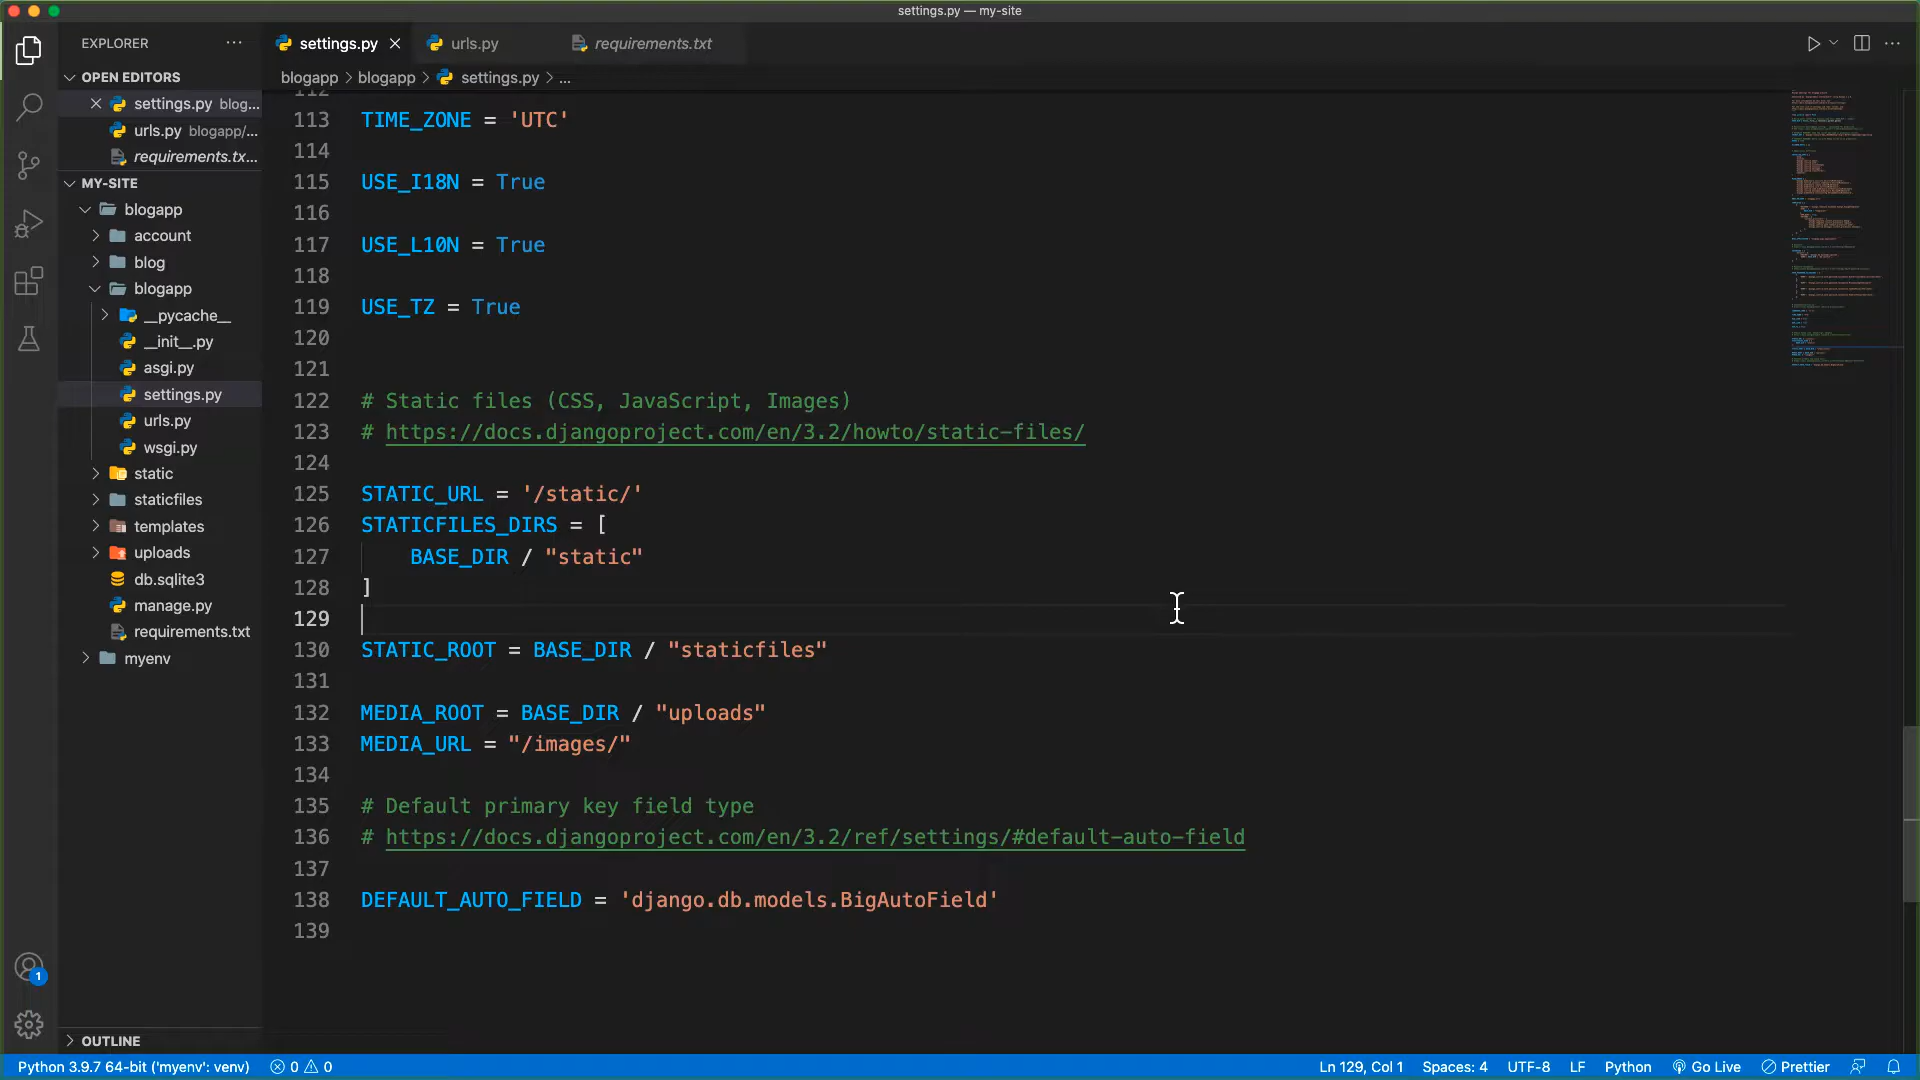 settings.py — my-site
EXPLORER
settings.py
urls.py
requirements.txt
OPEN EDITORS
blogapp > blogapp > settings.py > ...
settings.py blog...
urls.py blogapp/...
requirements.tx...
MY-SITE
blogapp
account
blog
blogapp
__pycache__
__init__.py
asgi.py
settings.py
urls.py
wsgi.py
static
staticfiles
templates
uploads
db.sqlite3
manage.py
requirements.txt
myenv
OUTLINE
112
113 TIME_ZONE = 'UTC'
114
115 USE_I18N = True
116
117 USE_L10N = True
118
119 USE_TZ = True
120
121
122 # Static files (CSS, JavaScript, Images)
123 # https://docs.djangoproject.com/en/3.2/howto/static-files/
124
125 STATIC_URL = '/static/'
126 STATICFILES_DIRS = [
127 BASE_DIR / "static"
128 ]
129
130 STATIC_ROOT = BASE_DIR / "staticfiles"
131
132 MEDIA_ROOT = BASE_DIR / "uploads"
133 MEDIA_URL = "/images/"
134
135 # Default primary key field type
136 # https://docs.djangoproject.com/en/3.2/ref/settings/#default-auto-field
137
138 DEFAULT_AUTO_FIELD = 'django.db.models.BigAutoField'
139
1
Python 3.9.7 64-bit ('myenv': venv) 0 0 Ln 129, Col 1 Spaces: 4 UTF-8 LF Python Go Live Prettier